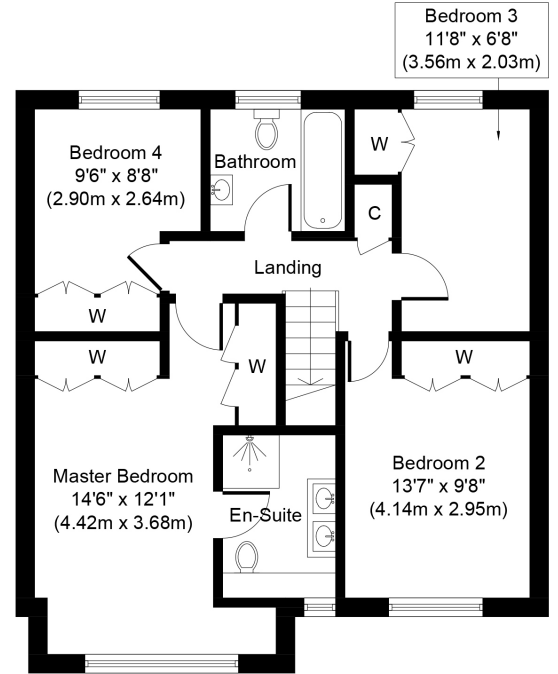 Bedroom 3
11'8" x 6'8"
(3.56m x 2.03m)
Bedroom 4
9'6" x 8'8"
(2.90m x 2.64m)
Bathroom
W
C
Landing
W
W
W
W
Master Bedroom
14'6" x 12'1"
(4.42m x 3.68m)
En-Suite
Bedroom 2
13'7" x 9'8"
(4.14m x 2.95m)